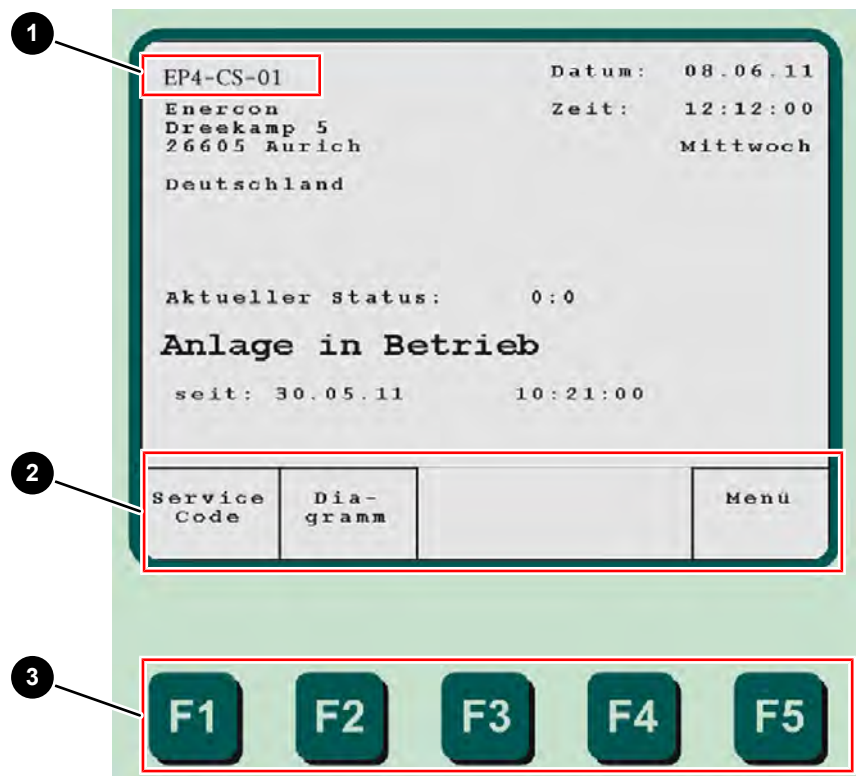 1
EP4-CS-01
Datum: 08.06.11
Enercon
Zeit: 12:12:00
Dreekamp 5
26605 Aurich
Mittwoch
Deutschland
Aktueller Status: 0:0
Anlage in Betrieb
seit: 30.05.11 10:21:00
2
Service
Code
Dia-
gramm
Menü
3
F1 F2 F3 F4 F5